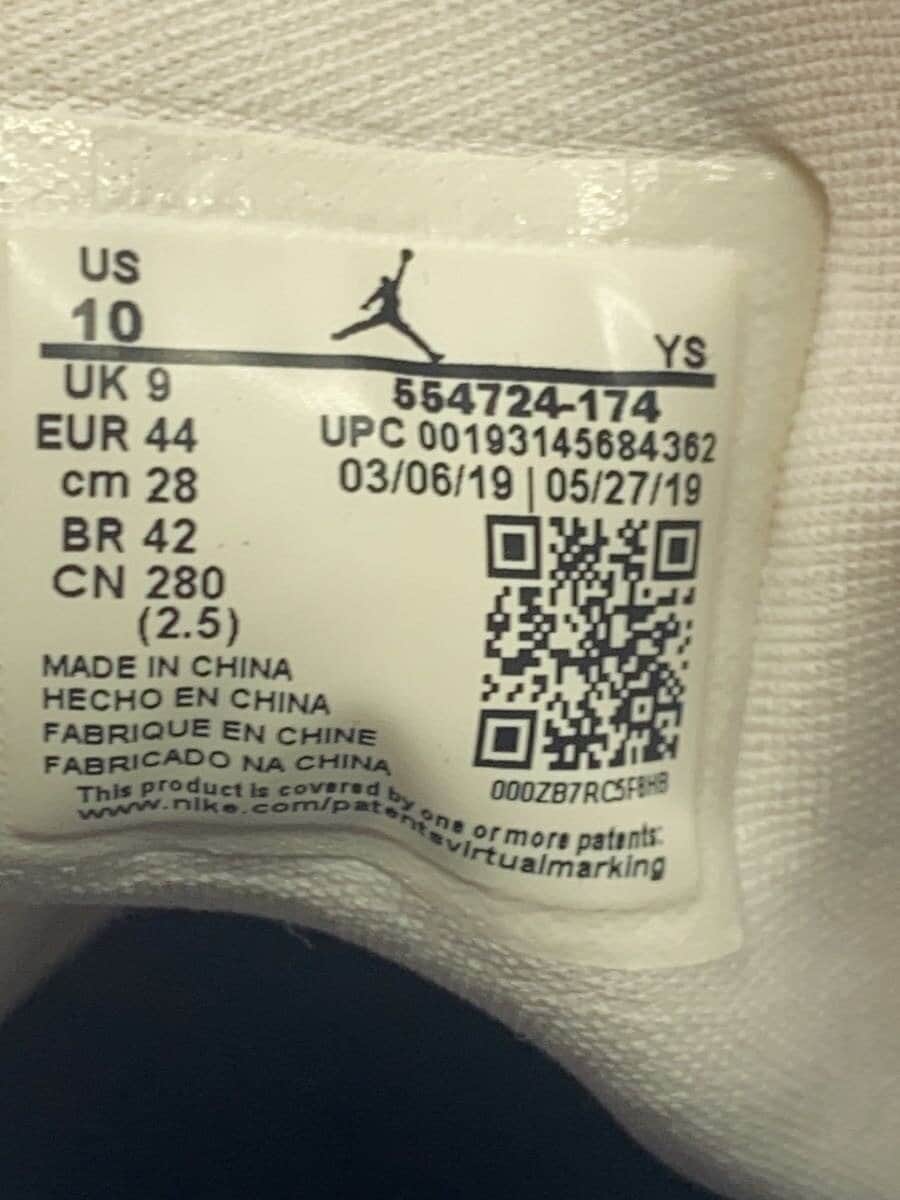 US
10
YS
UK 9
EUR 44
cm 28
BR 42
CN 280
(2.5)
554724-174
UPC 00193145684362
03/06/19 | 05/27/19
MADE IN CHINA
HECHO EN CHINA
FABRIQUE EN CHINE
FABRICADO NA CHINA
000ZB7RC5F8HB
This product is covered by one or more patents:
www.nike.com/patentsvirtualmarking